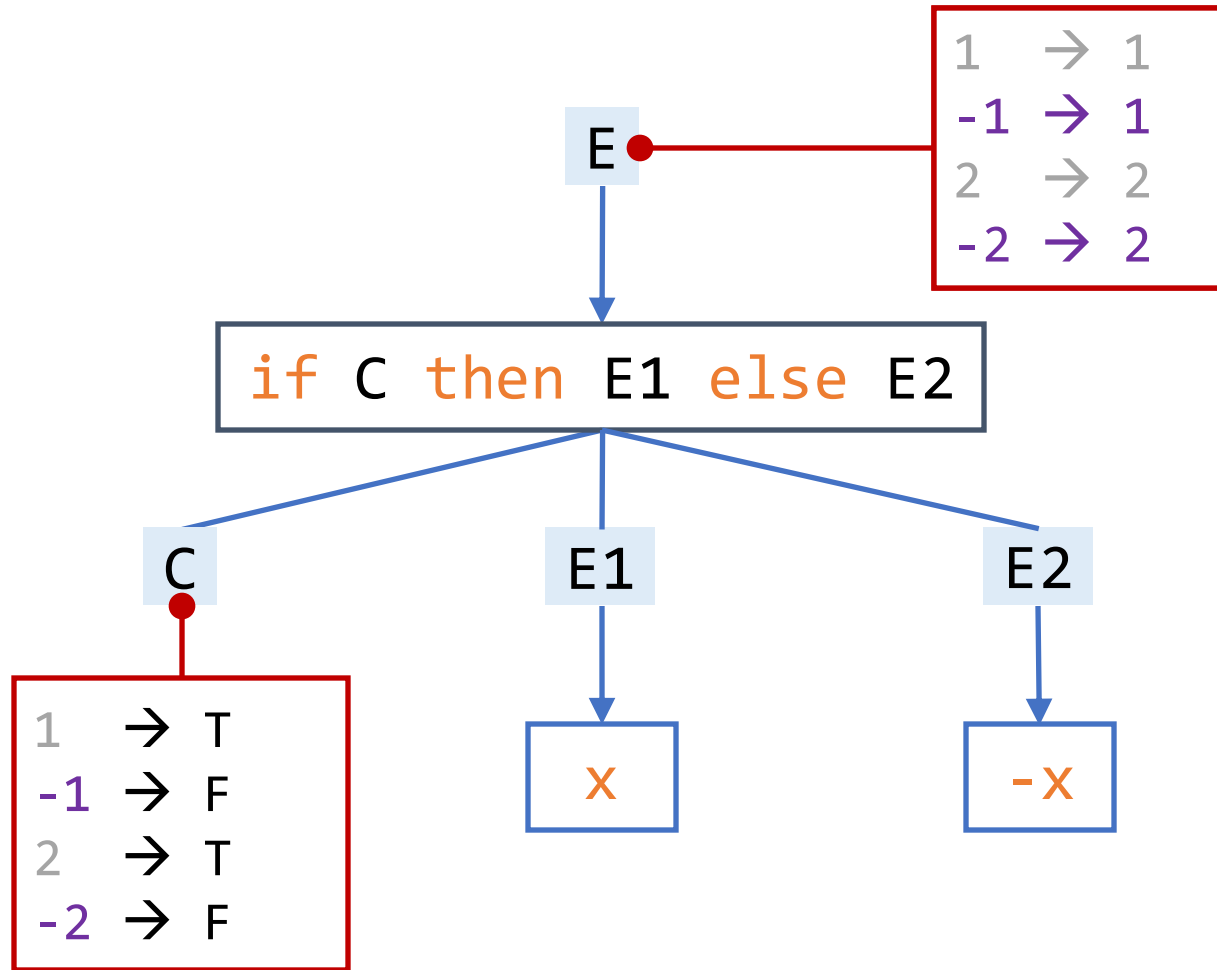 1 → 1
-1 → 1
2 → 2
-2 → 2
E
if C then E1 else E2
C
E1
E2
1 → T
-1 → F
2 → T
-2 → F
x
-x